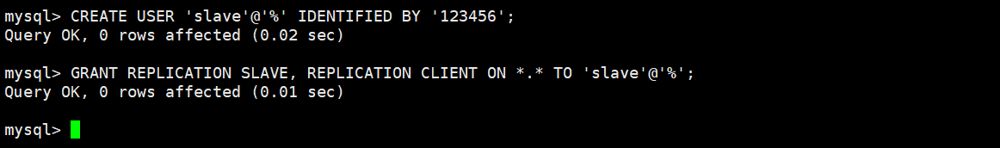 mysql> CREATE USER 'slave'@'%' IDENTIFIED BY '123456';
Query OK, 0 rows affected (0.02 sec)
mysql> GRANT REPLICATION SLAVE, REPLICATION CLIENT ON *.* TO 'slave'@'%';
Query OK, 0 rows affected (0.01 sec)
mysql>